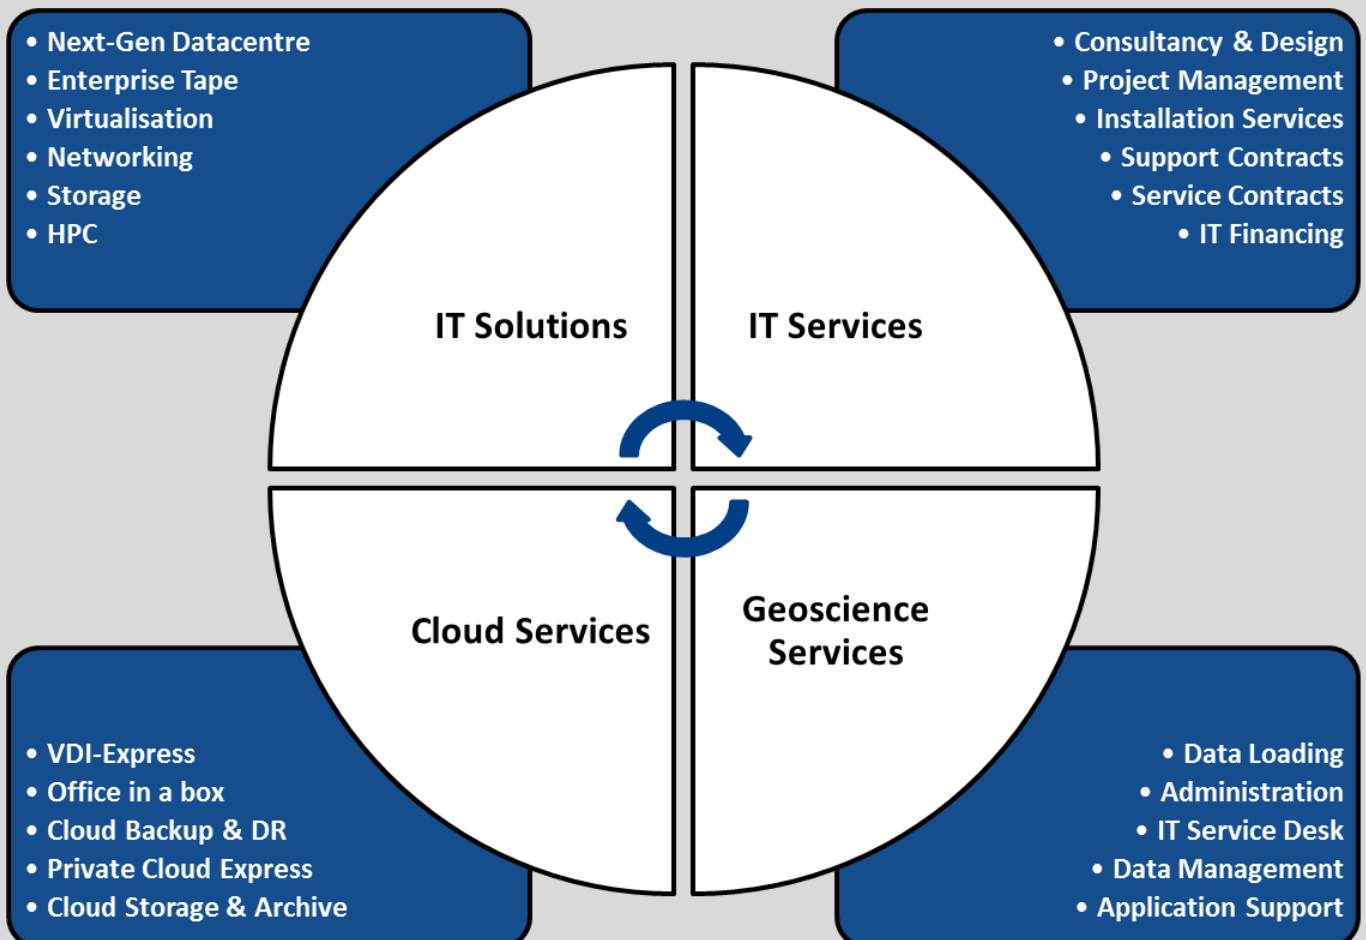 • Next-Gen Datacentre
• Enterprise Tape
• Virtualisation
• Networking
• Storage
• HPC
• Consultancy & Design
• Project Management
• Installation Services
• Support Contracts
• Service Contracts
• IT Financing
IT Solutions
IT Services
Cloud Services
Geoscience
Services
• VDI-Express
• Office in a box
• Cloud Backup & DR
• Private Cloud Express
• Cloud Storage & Archive
• Data Loading
• Administration
• IT Service Desk
• Data Management
• Application Support